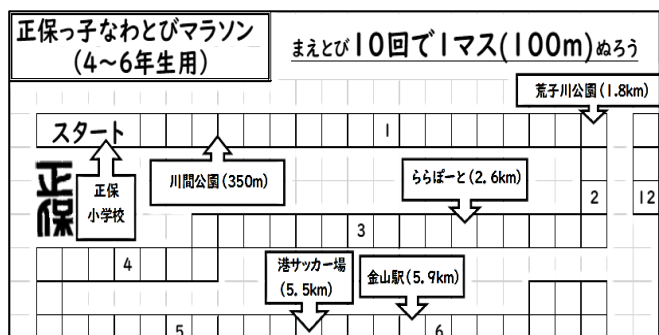 正保っ子なわとびマラソン
(4～6年生用)
まえとび10回で1マス(100m)ぬろう
荒子川公園(1.8km)
スタート
1
正保
正保
小学校
川間公園(350m)
ららぽーと(2.6km)
2
12
3
4
港サッカー場
(5.5km)
金山駅(5.9km)
5
6